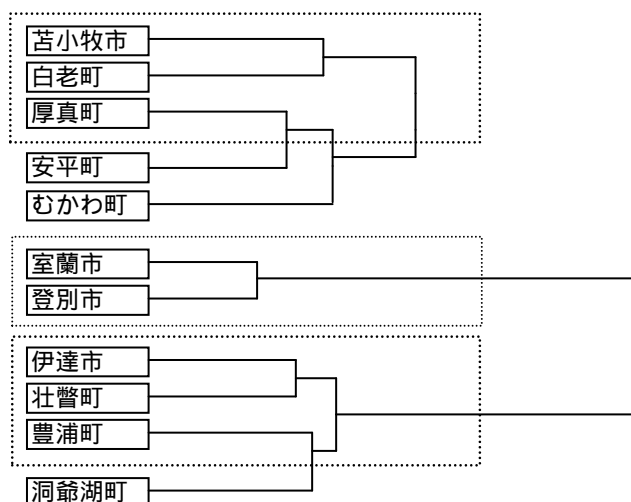 苫小牧市
白老町
厚真町
安平町
むかわ町
室蘭市
登別市
伊達市
壮瞥町
豊浦町
洞爺湖町